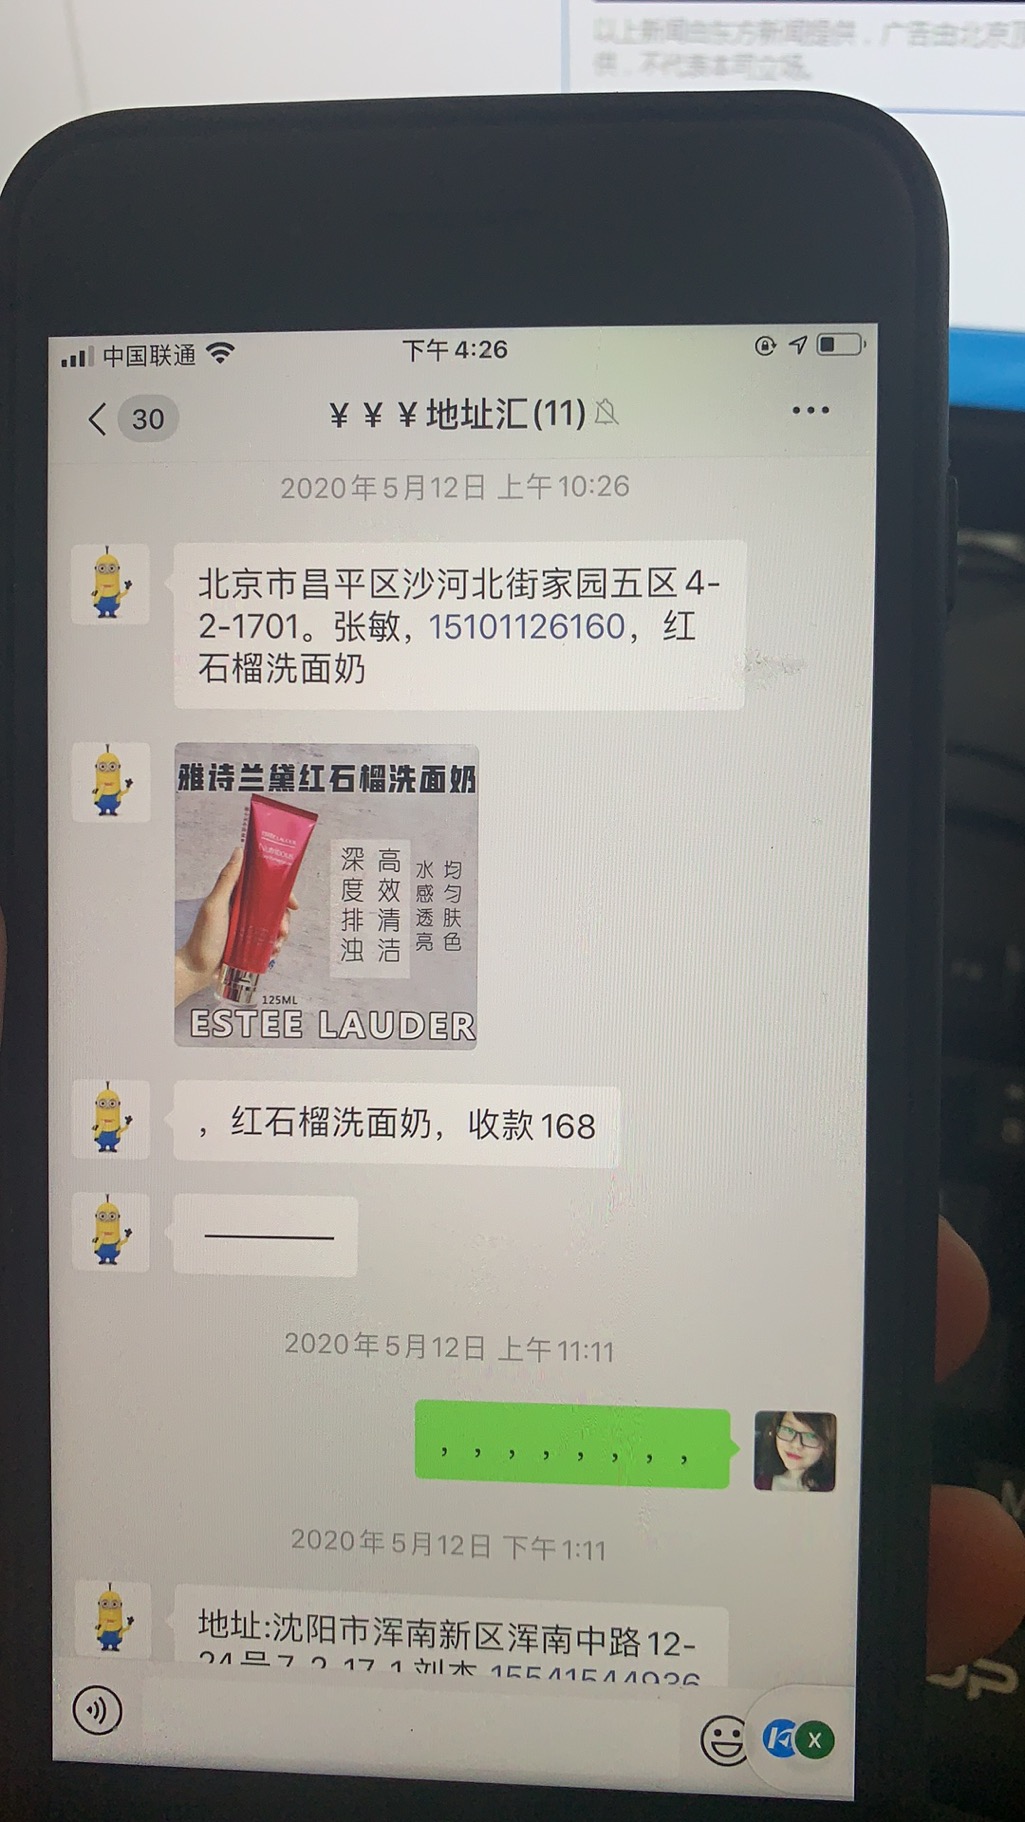 以上新闻由东方新闻提供，广告由北京
供，不代表本司立场。
中国联通
下午4:26
30
¥ ¥ ¥地址汇(11)
2020年5月12日 上午10:26
北京市昌平区沙河北街家园五区4-
2-1701。张敏，15101126160，红
石榴洗面奶
雅诗兰黛红石榴洗面奶
深度排浊
高效清洁
水感透亮
均匀肤色
125ML
ESTEE LAUDER
，红石榴洗面奶，收款168
2020年5月12日 上午11:11
，，，，，，，，
2020年5月12日 下午1:11
地址:沈阳市浑南新区浑南中路12-
X